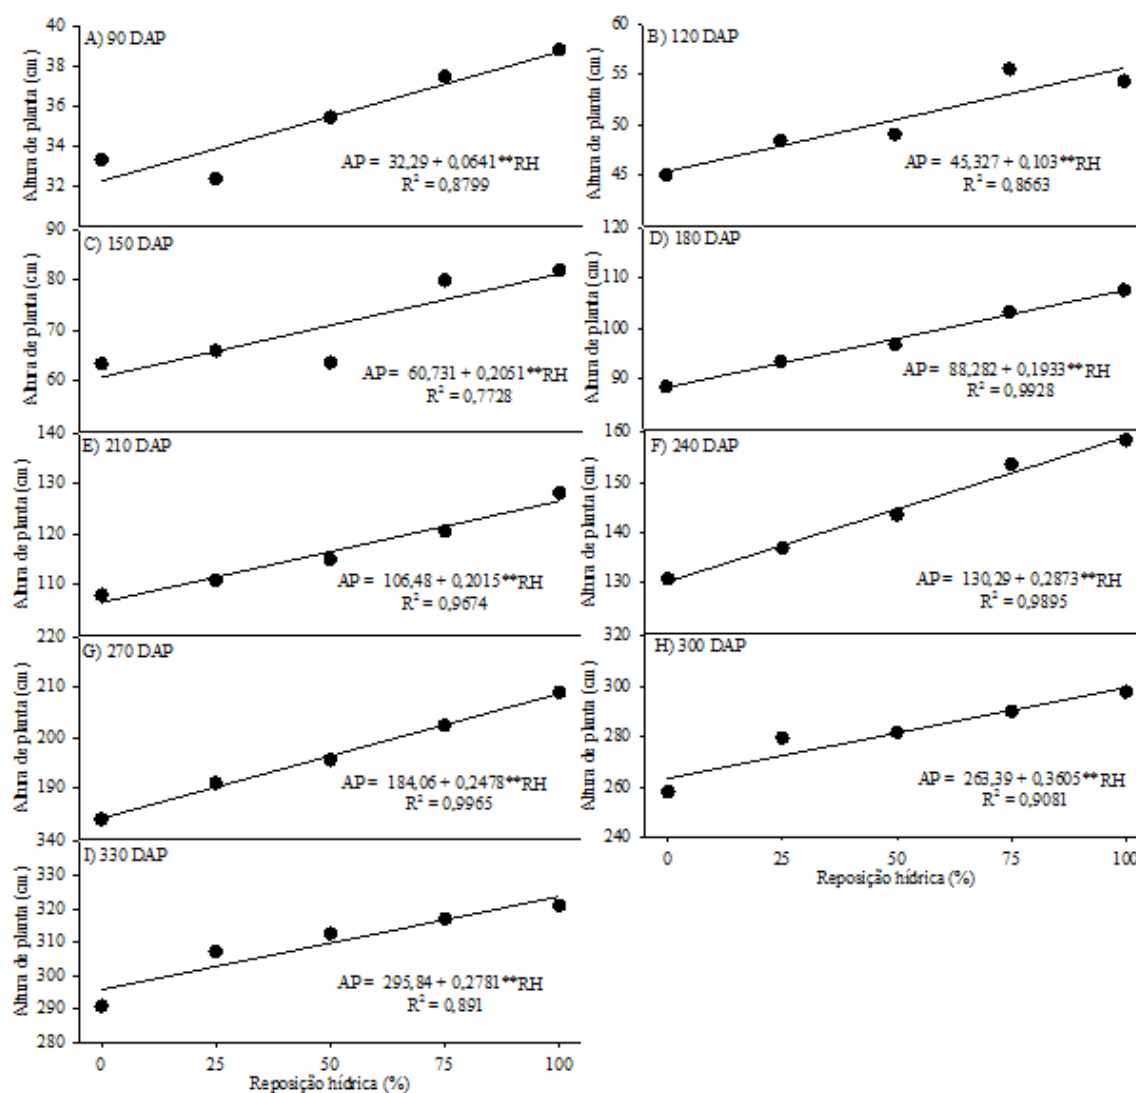 A) 90 DAP
Altura de planta (cm)
40
38
36
34
32
90
AP = 32,29 + 0,0641**RH
R² = 0,8799
B) 120 DAP
Altura de planta (cm)
60
55
50
45
120
AP = 45,327 + 0,103**RH
R² = 0,8663
C) 150 DAP
Altura de planta (cm)
80
70
60
140
AP = 60,731 + 0,2051**RH
R² = 0,7728
D) 180 DAP
Altura de planta (cm)
110
100
90
160
AP = 88,282 + 0,1933**RH
R² = 0,9928
E) 210 DAP
Altura de planta (cm)
130
120
110
220
AP = 106,48 + 0,2015**RH
R² = 0,9674
F) 240 DAP
Altura de planta (cm)
150
140
130
320
AP = 130,29 + 0,2873**RH
R² = 0,9895
G) 270 DAP
Altura de planta (cm)
210
200
190
340
AP = 184,06 + 0,2478**RH
R² = 0,9965
H) 300 DAP
Altura de planta (cm)
300
280
260
240
AP = 263,39 + 0,3605**RH
R² = 0,9081
0 25 50 75 100
Reposição hídrica (%)
I) 330 DAP
Altura de planta (cm)
330
320
310
300
290
280
AP = 295,84 + 0,2781**RH
R² = 0,891
0 25 50 75 100
Reposição hídrica (%)